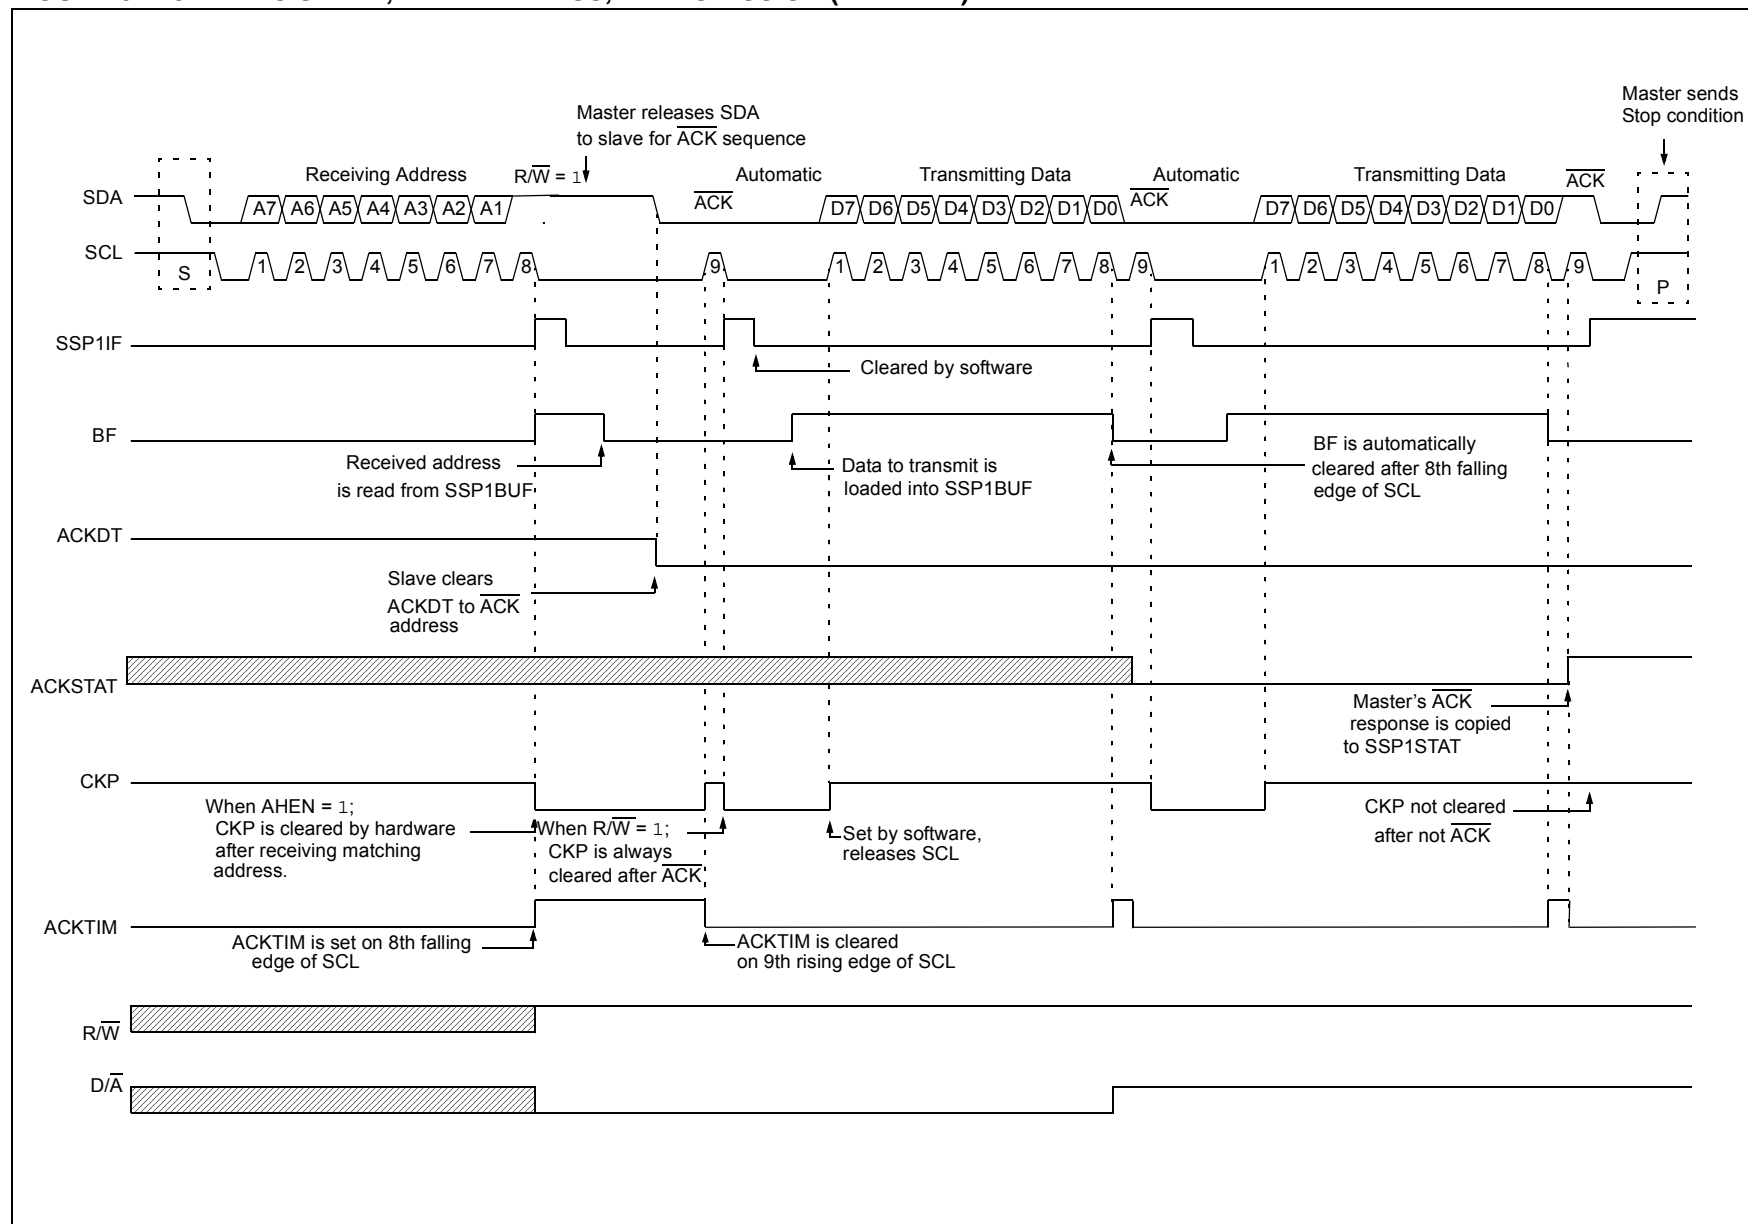 Master sends
Stop condition
Master releases SDA
to slave for ACK sequence
Receiving Address
R/W = 1
Automatic
Transmitting Data
Automatic
Transmitting Data
ACK
SDA
A7 A6 A5 A4 A3 A2 A1
ACK
D7 D6 D5 D4 D3 D2 D1 D0
ACK
D7 D6 D5 D4 D3 D2 D1 D0
SCL
S
1 2 3 4 5 6 7 8 9
1 2 3 4 5 6 7 8 9
1 2 3 4 5 6 7 8 9
P
SSP1IF
Cleared by software
BF
Received address
is read from SSP1BUF
Data to transmit is
loaded into SSP1BUF
BF is automatically
cleared after 8th falling
edge of SCL
ACKDT
Slave clears
ACKDT to ACK
address
ACKSTAT
Master's ACK
response is copied
to SSP1STAT
CKP
When AHEN = 1;
CKP is cleared by hardware
after receiving matching
address.
When R/W = 1;
CKP is always
cleared after ACK
Set by software,
releases SCL
CKP not cleared
after not ACK
ACKTIM
ACKTIM is set on 8th falling
edge of SCL
ACKTIM is cleared
on 9th rising edge of SCL
R/W
D/A